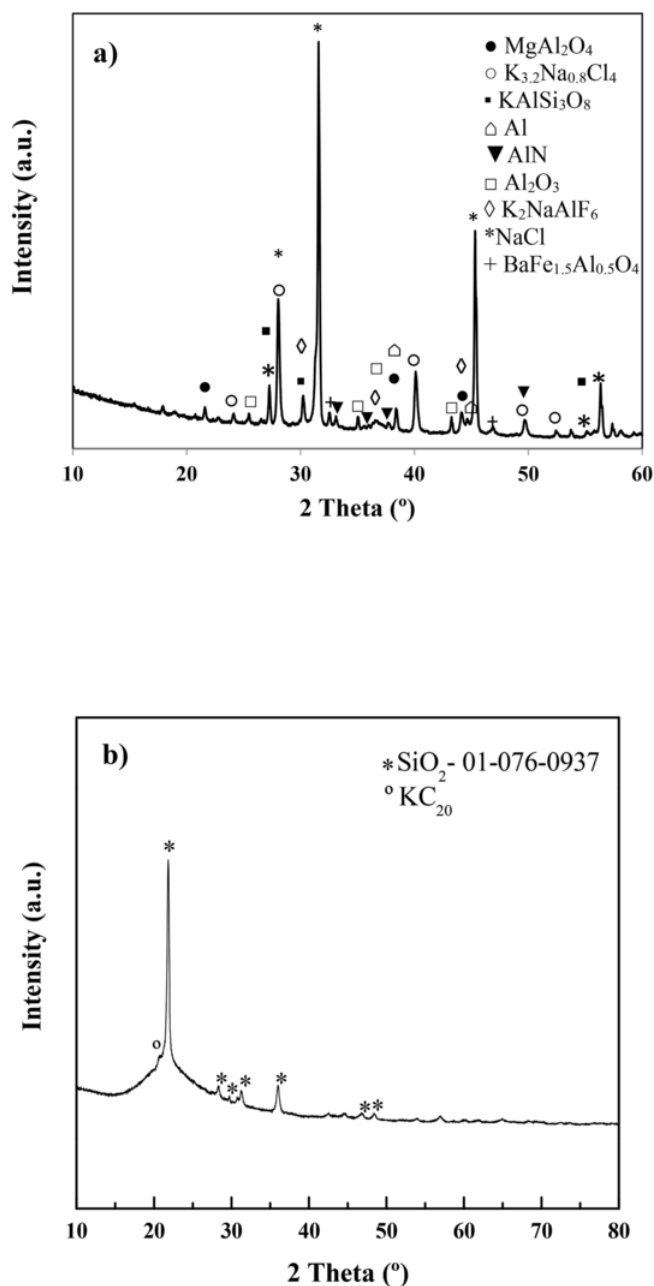 a)
● MgAl₂O₄
○ K₃.₂Na₀.₈Cl₄
■ KAlSi₃O₈
⌂ Al
▼ AlN
□ Al₂O₃
◊ K₂NaAlF₆
*NaCl
+ BaFe₁.₅Al₀.₅O₄
Intensity (a.u.)
10 20 30 40 50 60
2 Theta (º)
b)
*SiO₂- 01-076-0937
º KC₂₀
Intensity (a.u.)
10 20 30 40 50 60 70 80
2 Theta (º)